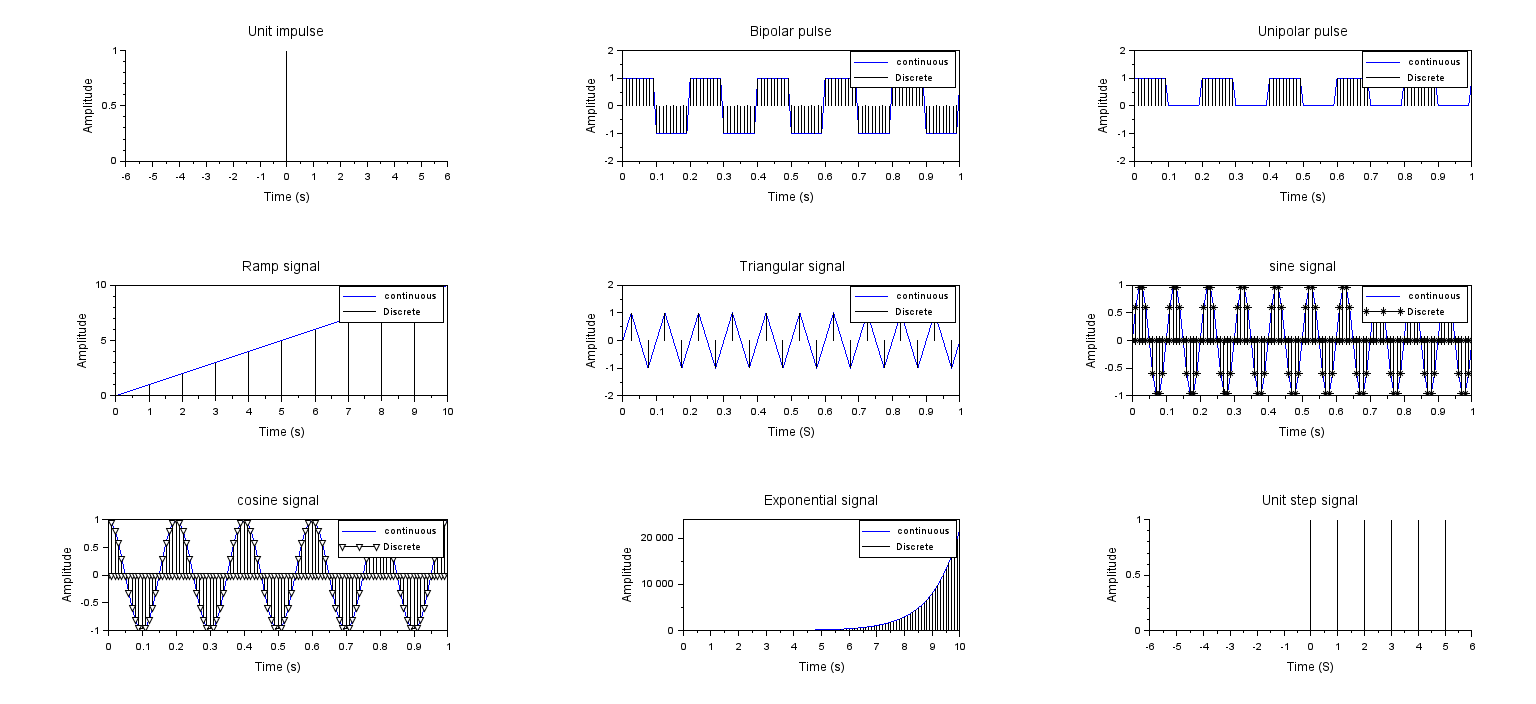 Unit impulse
Amplitude
1
0.5
0
-6 -5 -4 -3 -2 -1 0 1 2 3 4 5 6
Time (s)
Bipolar pulse
Amplitude
2
1
0
-1
-2
continuous
Discrete
0 0.1 0.2 0.3 0.4 0.5 0.6 0.7 0.8 0.9 1
Time (s)
Unipolar pulse
Amplitude
2
1
0
-1
-2
continuous
Discrete
0 0.1 0.2 0.3 0.4 0.5 0.6 0.7 0.8 0.9 1
Time (s)
Ramp signal
Amplitude
10
5
0
continuous
Discrete
0 1 2 3 4 5 6 7 8 9 10
Time (s)
Triangular signal
Amplitude
2
1
0
-1
-2
continuous
Discrete
0 0.1 0.2 0.3 0.4 0.5 0.6 0.7 0.8 0.9 1
Time (S)
sine signal
Amplitude
1
0.5
0
-0.5
-1
continuous
Discrete
0 0.1 0.2 0.3 0.4 0.5 0.6 0.7 0.8 0.9 1
Time (s)
cosine signal
Amplitude
1
0.5
0
-0.5
-1
continuous
Discrete
0 0.1 0.2 0.3 0.4 0.5 0.6 0.7 0.8 0.9 1
Time (s)
Exponential signal
Amplitude
20 000
10 000
0
continuous
Discrete
0 1 2 3 4 5 6 7 8 9 10
Time (s)
Unit step signal
Amplitude
1
0.5
0
-6 -5 -4 -3 -2 -1 0 1 2 3 4 5 6
Time (S)